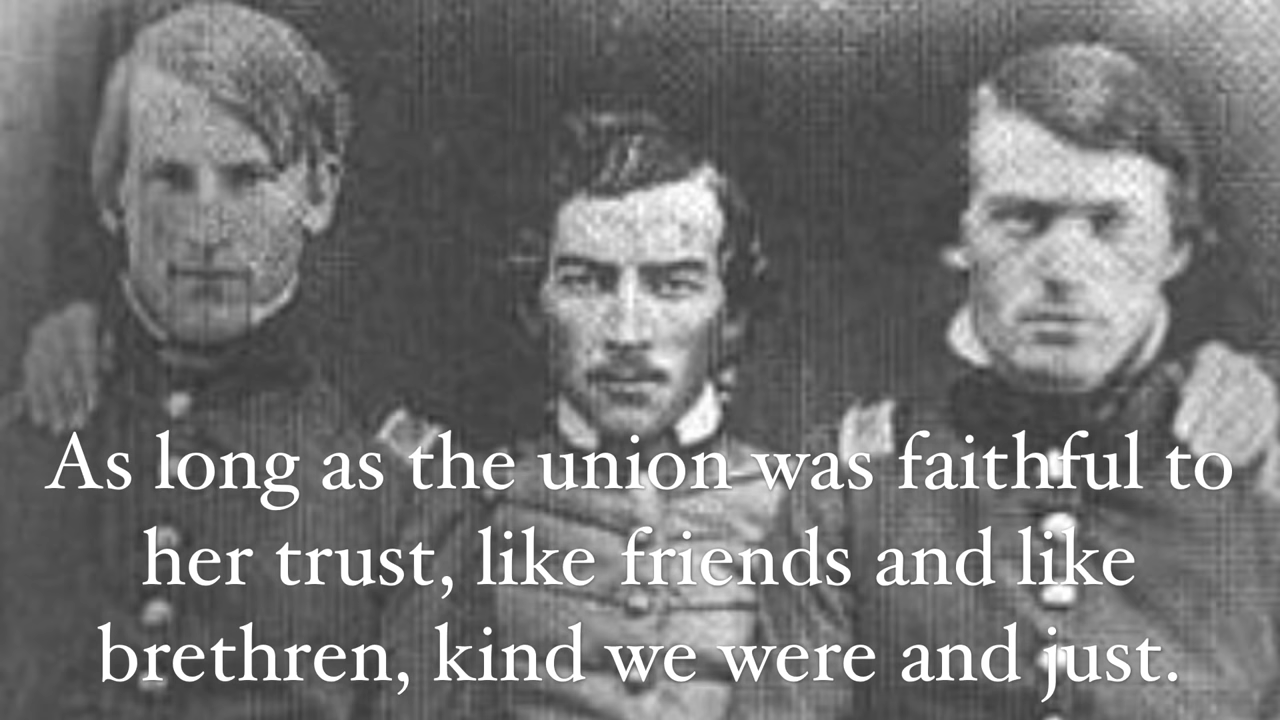 As long as the union was faithful to
her trust, like friends and like
brethren, kind we were and just.